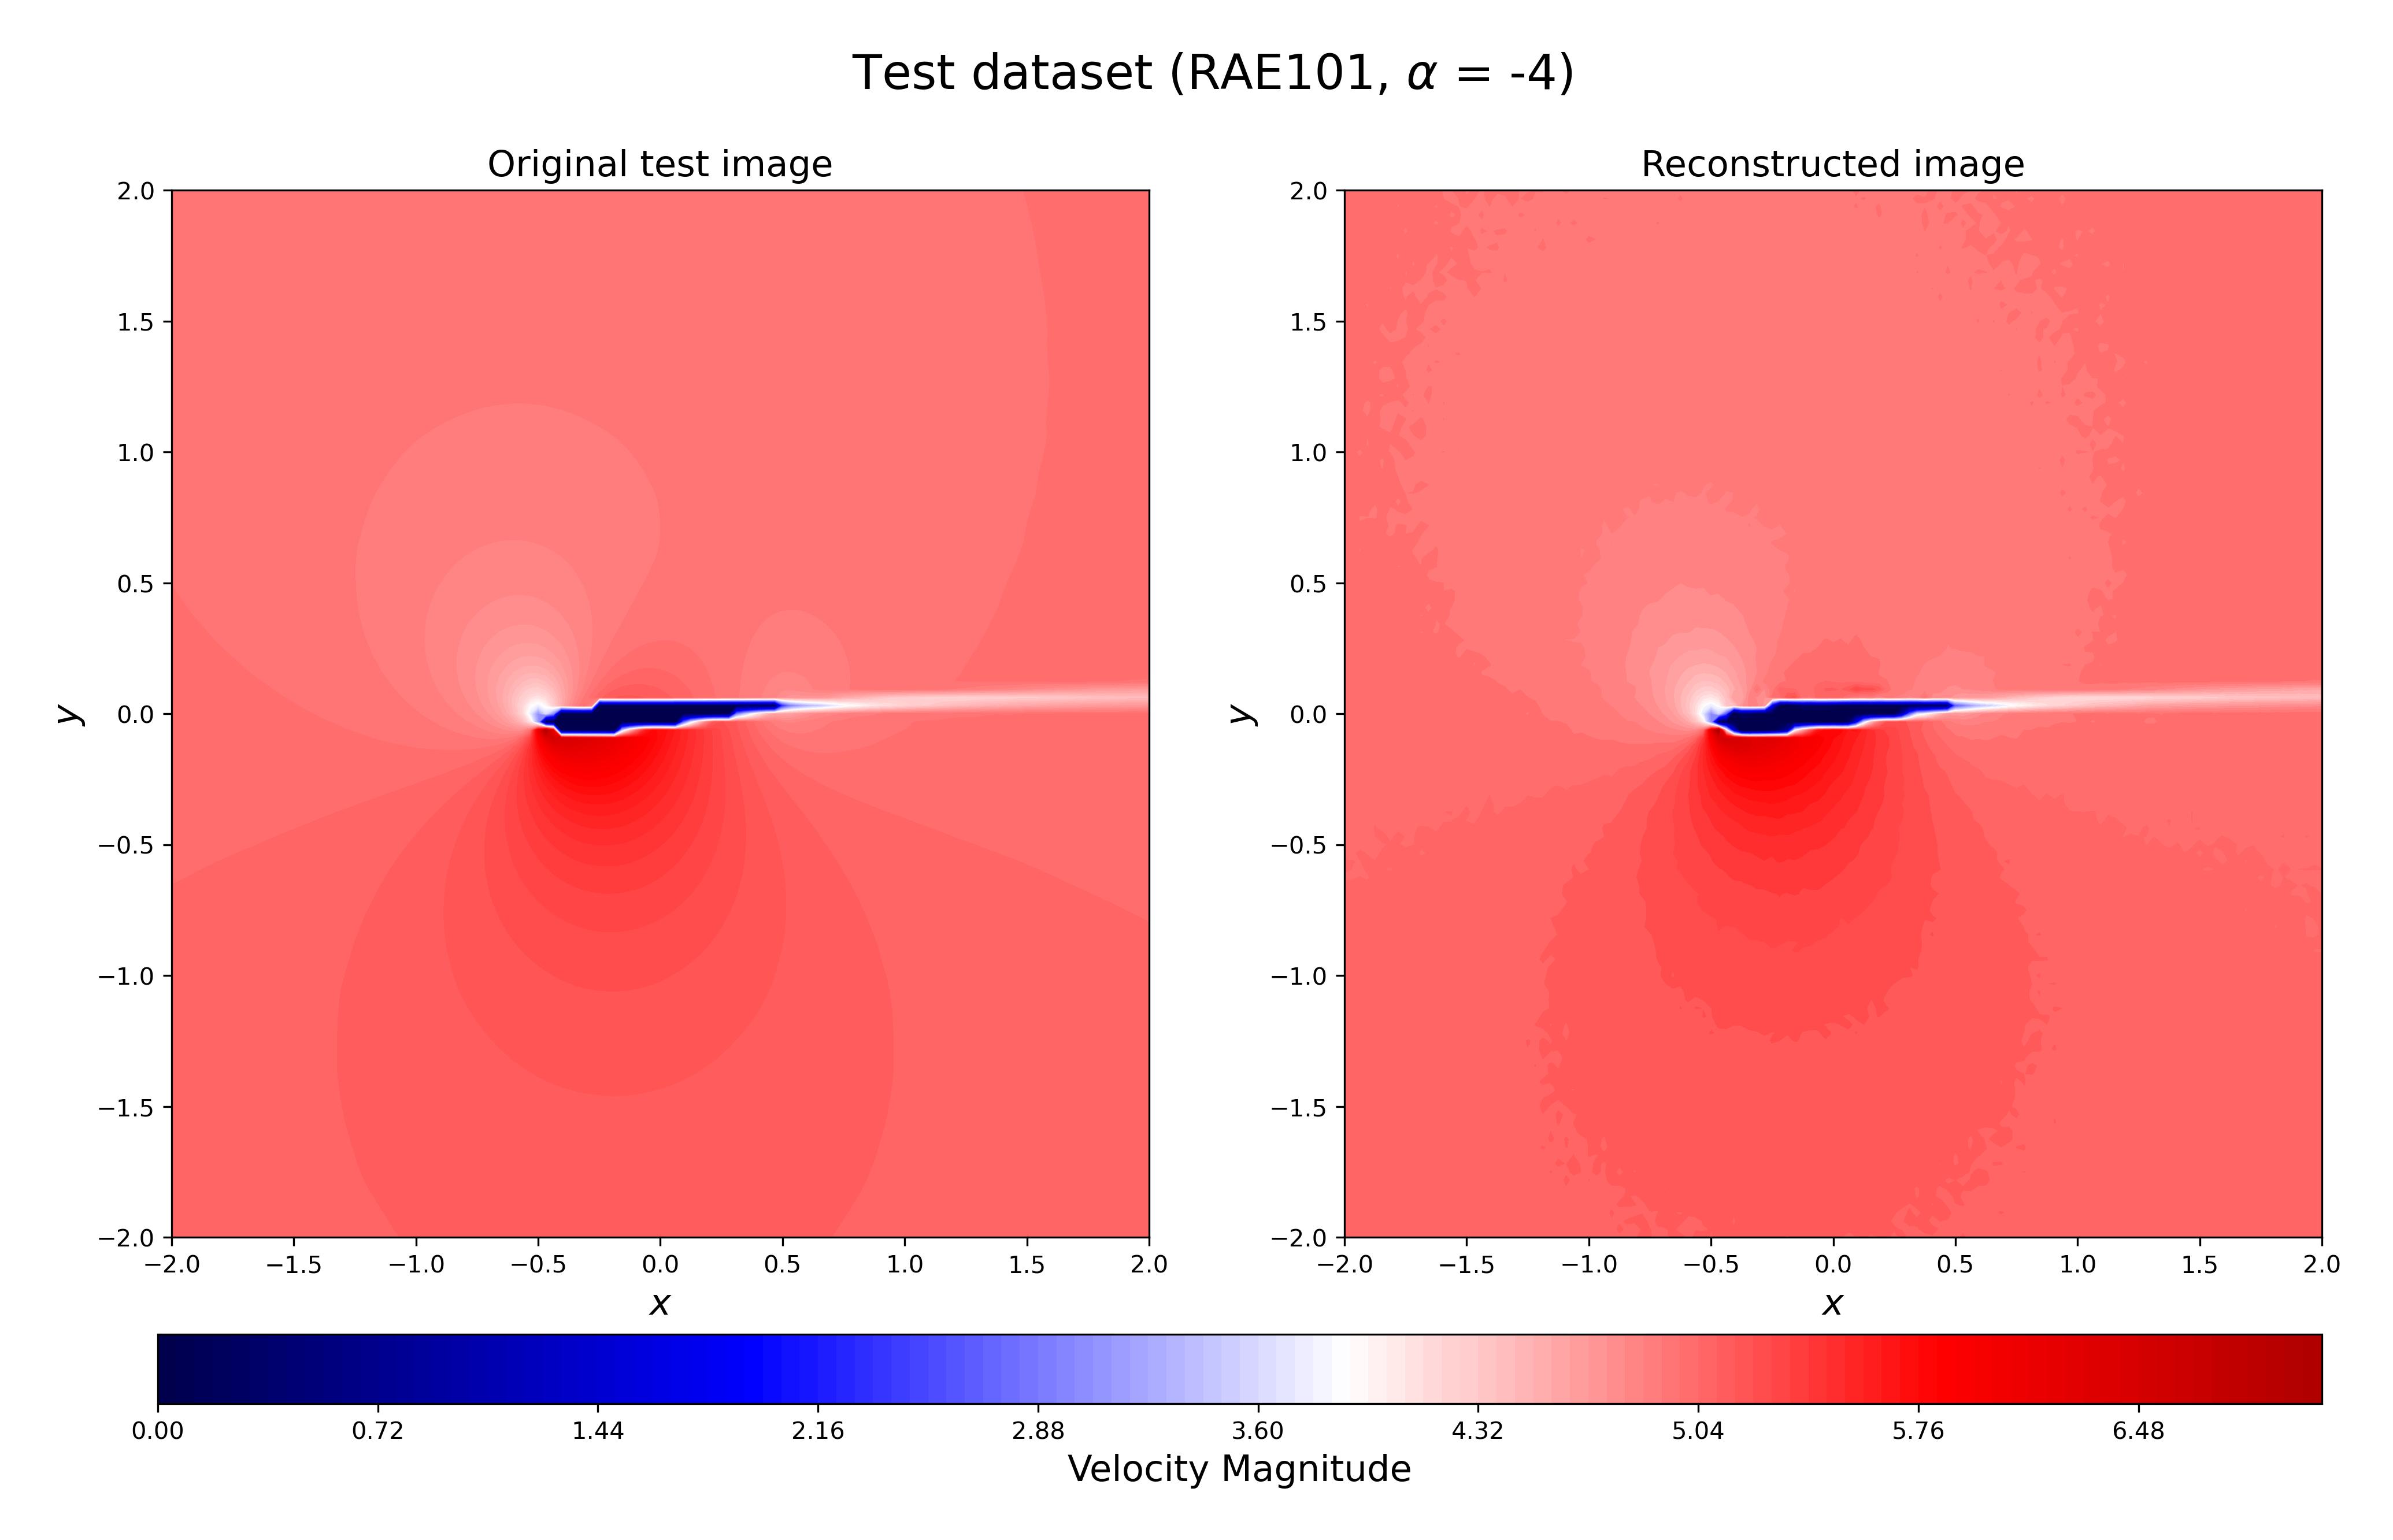 Test dataset (RAE101, α = -4)
Original test image
Reconstructed image
2.0
1.5
1.0
0.5
0.0
−0.5
−1.0
−1.5
−2.0
y
−2.0 −1.5 −1.0 −0.5 0.0 0.5 1.0 1.5 2.0
x
2.0
1.5
1.0
0.5
0.0
−0.5
−1.0
−1.5
−2.0
y
−2.0 −1.5 −1.0 −0.5 0.0 0.5 1.0 1.5 2.0
x
0.00 0.72 1.44 2.16 2.88 3.60 4.32 5.04 5.76 6.48
Velocity Magnitude